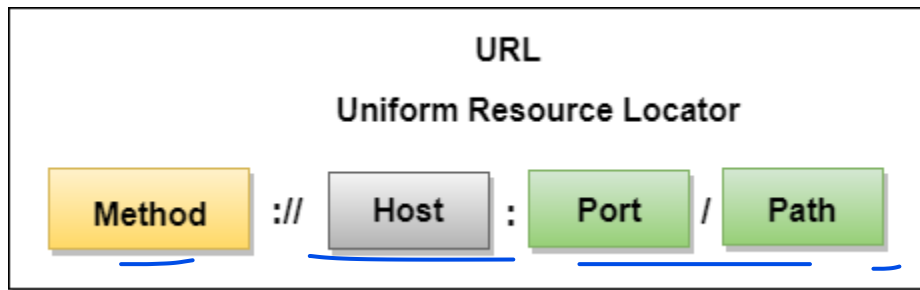 URL
Uniform Resource Locator
Method :// Host : Port / Path